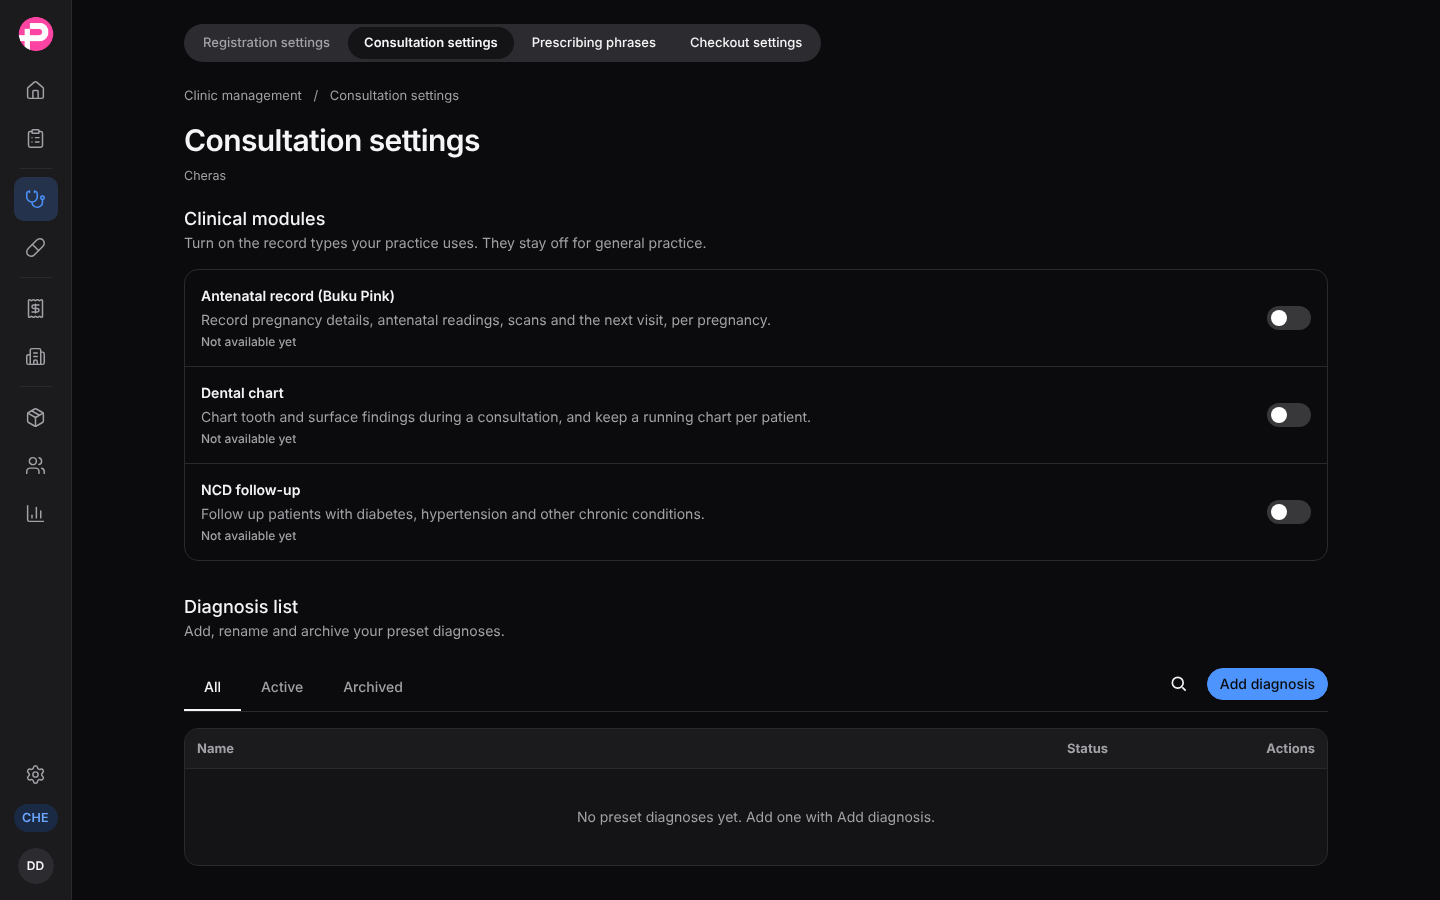 Registration settings
Consultation settings
Prescribing phrases
Checkout settings
Clinic management / Consultation settings
Consultation settings
Cheras
Clinical modules
Turn on the record types your practice uses. They stay off for general practice.
Antenatal record (Buku Pink)
Record pregnancy details, antenatal readings, scans and the next visit, per pregnancy.
Not available yet
Dental chart
Chart tooth and surface findings during a consultation, and keep a running chart per patient.
Not available yet
NCD follow-up
Follow up patients with diabetes, hypertension and other chronic conditions.
Not available yet
Diagnosis list
Add, rename and archive your preset diagnoses.
All
Active
Archived
Add diagnosis
Name
Status
Actions
No preset diagnoses yet. Add one with Add diagnosis.
CHE
DD